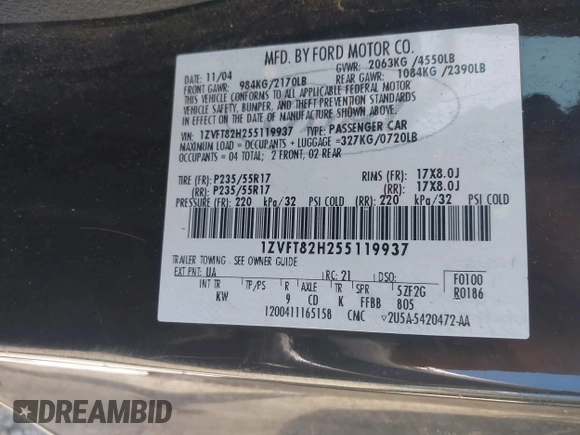 MFD. BY FORD MOTOR CO.
DATE: 11/04 GVWR: 2063KG/4550LB
FRONT GAWR: 984KG/2170LB REAR GAWR: 1084KG/2390LB
THIS VEHICLE CONFORMS TO ALL APPLICABLE FEDERAL MOTOR
VEHICLE SAFETY, BUMPER, AND THEFT PREVENTION STANDARDS
IN EFFECT ON THE DATE OF MANUFACTURE SHOWN ABOVE.
VIN: 1ZVFT82H255119937 TYPE: PASSENGER CAR
MAXIMUM LOAD = OCCUPANTS + LUGGAGE =327KG/0720LB
OCCUPANTS = 04 TOTAL; 2 FRONT, 02 REAR
TIRE (FR): P235/55R17 RIMS (FR): 17X8.0J
(RR): P235/55R17 (RR): 17X8.0J
PRESSURE (FR): 220 kPa/32 PSI COLD (RR): 220 kPa/32 PSI COLD
1ZVFT82H255119937
TRAILER TOWING - SEE OWNER GUIDE
EXT PNT: UA RC: 21 DSO: F0100
INT TR TP/PS R AXLE TR SPR 5ZF2G R0186
KW 9 CD K FFBB 805
1200411165158 CMC ▽2U5A-5420472-AA
DREAMBID